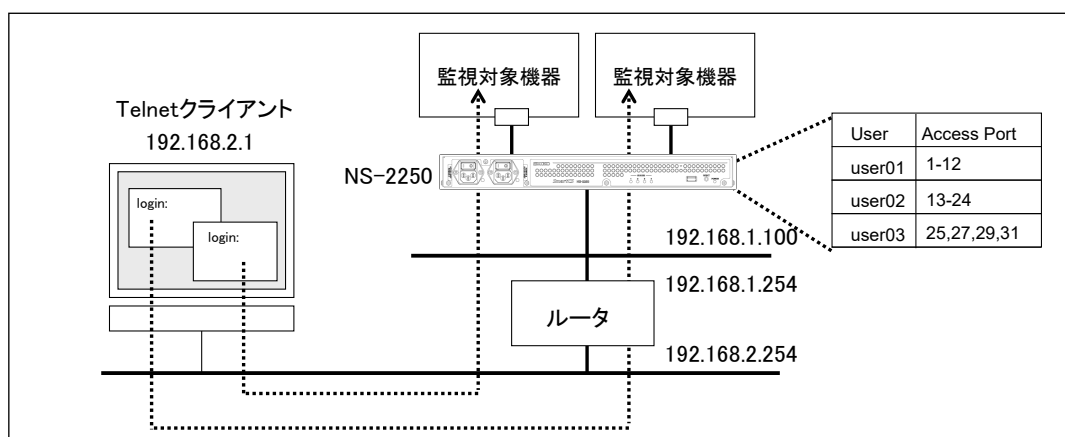 監視対象機器
監視対象機器
Telnetクライアント
192.168.2.1
NS-2250
login:
login:
User Access Port
user01 1-12
user02 13-24
user03 25,27,29,31
192.168.1.100
192.168.1.254
ルータ
192.168.2.254